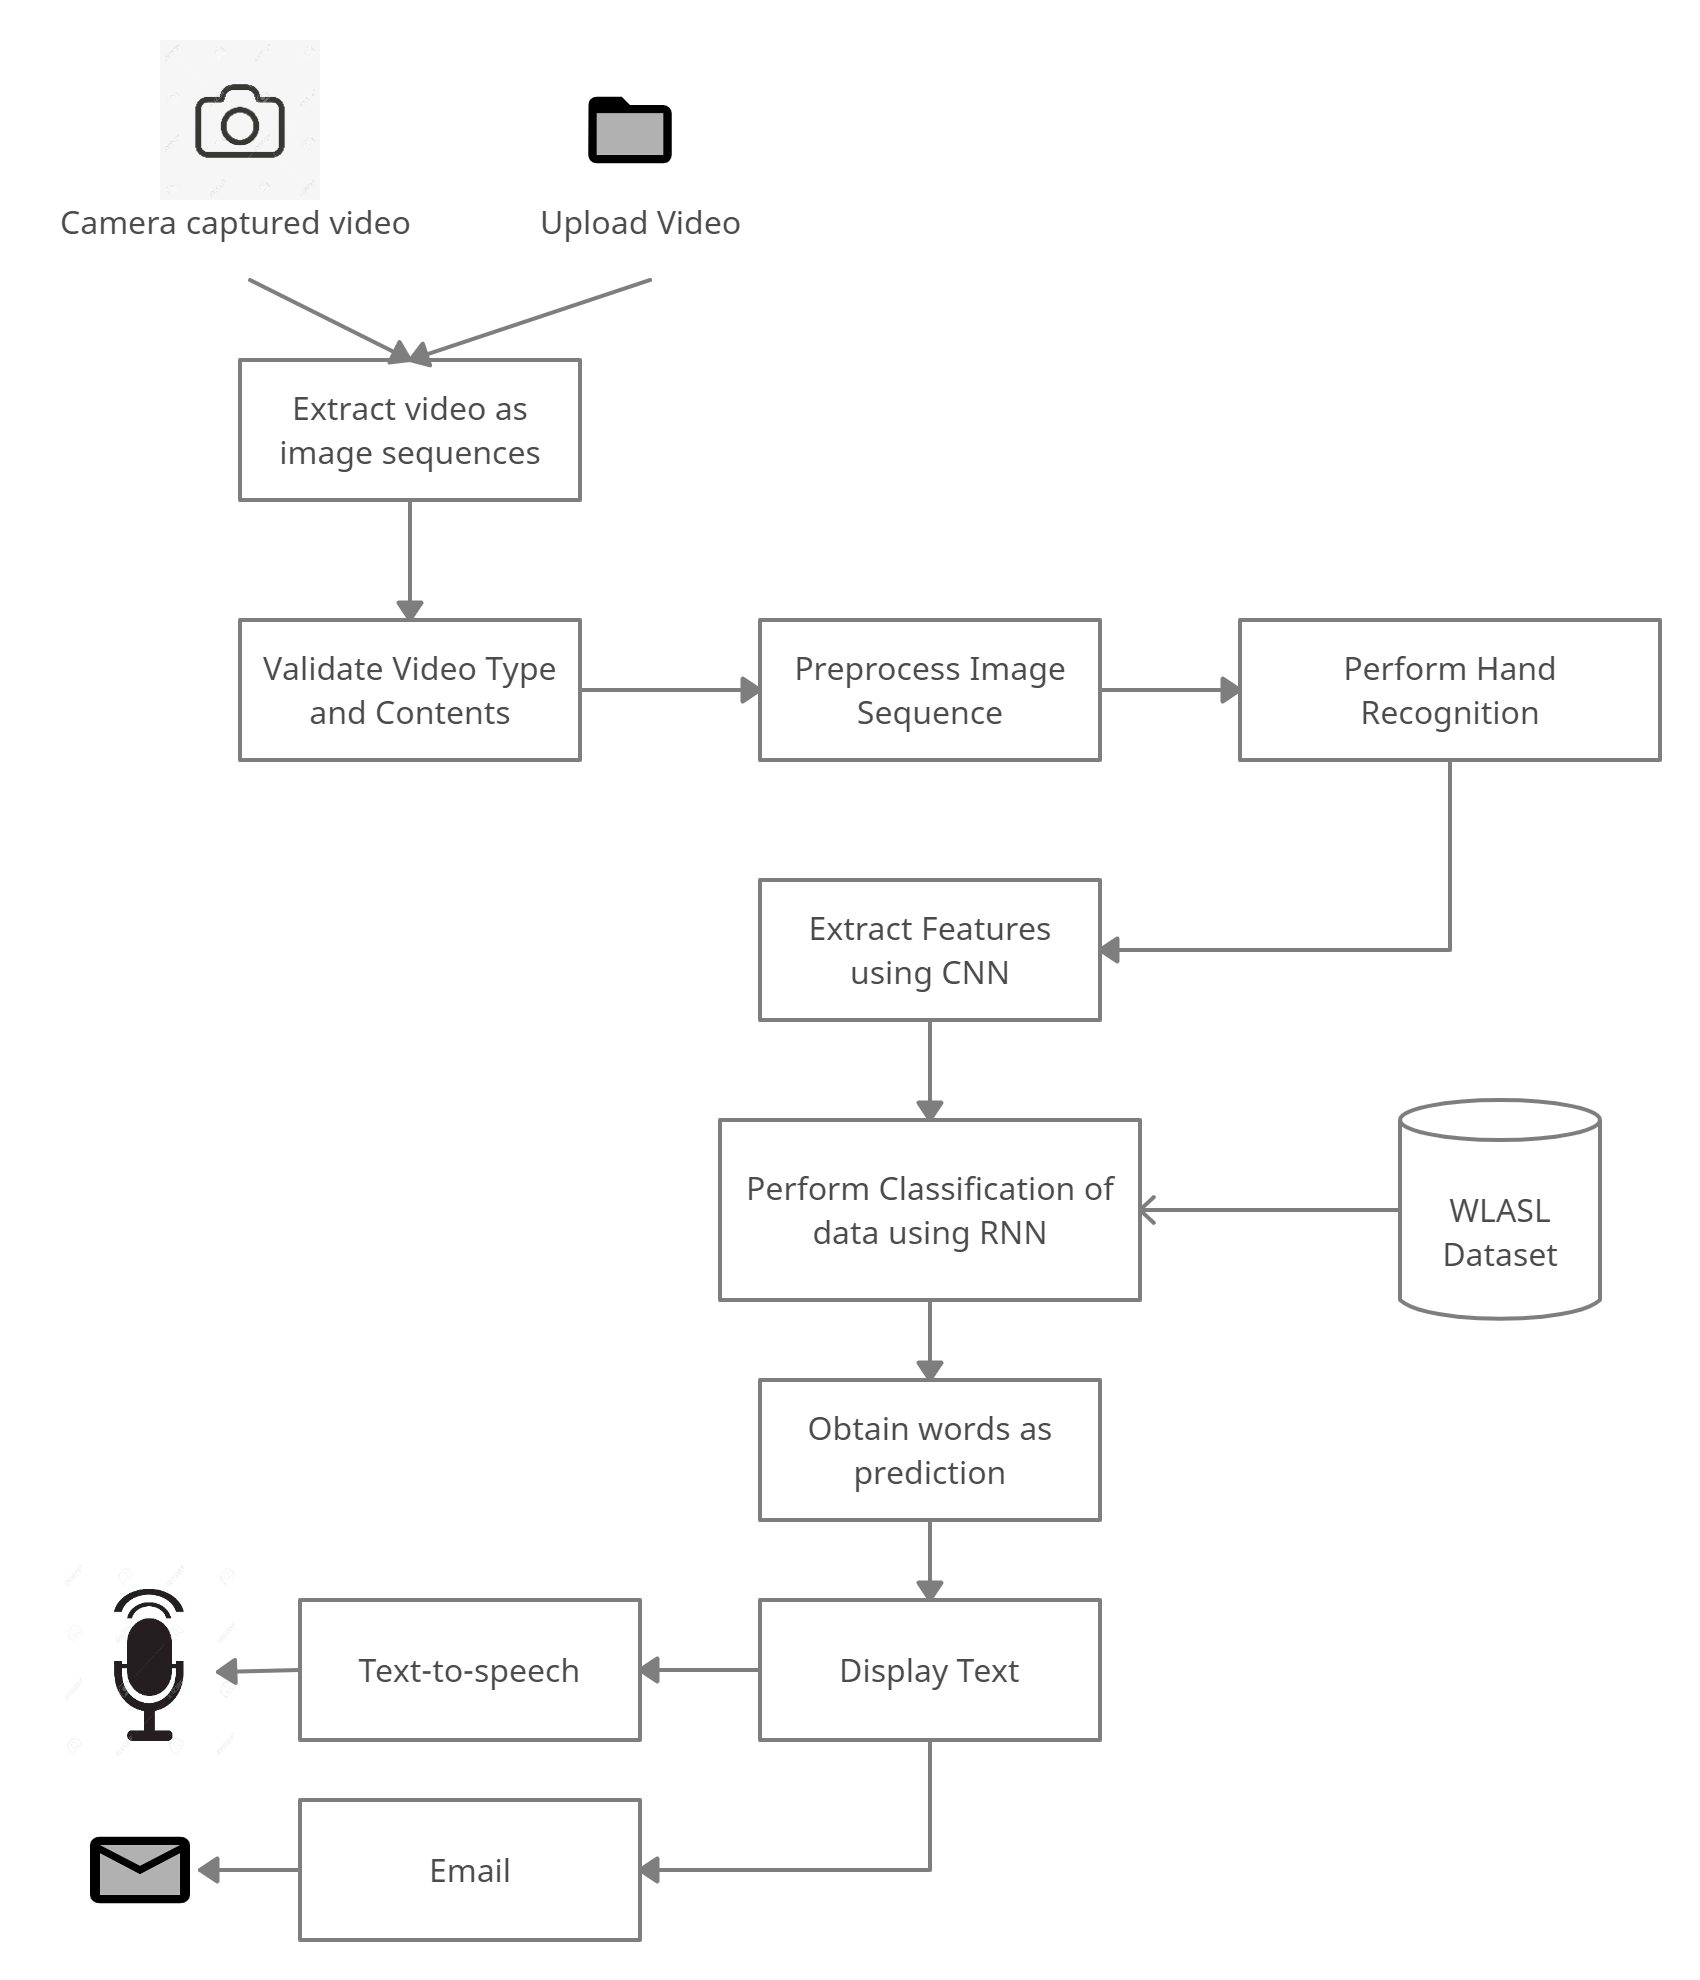 Camera captured video
Upload Video
Extract video as
image sequences
Validate Video Type
and Contents
Preprocess Image
Sequence
Perform Hand
Recognition
Extract Features
using CNN
Perform Classification of
data using RNN
WLASL
Dataset
Obtain words as
prediction
Text-to-speech
Display Text
Email